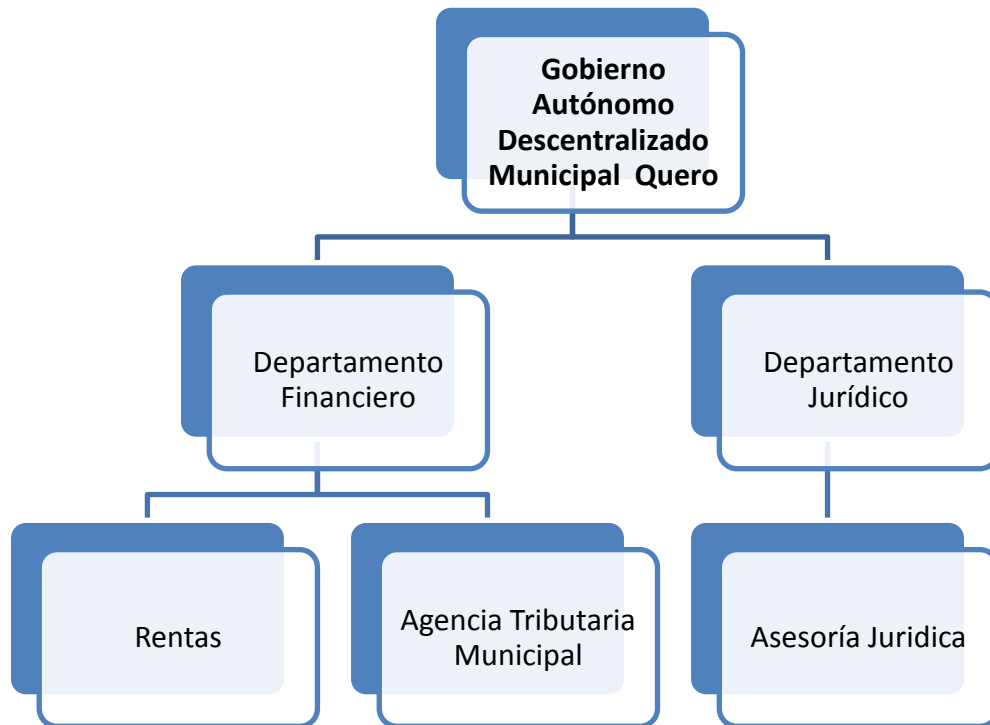 Gobierno
Autónomo
Descentralizado
Municipal Quero
Departamento
Financiero
Departamento
Jurídico
Rentas
Agencia Tributaria
Municipal
Asesoría Juridica